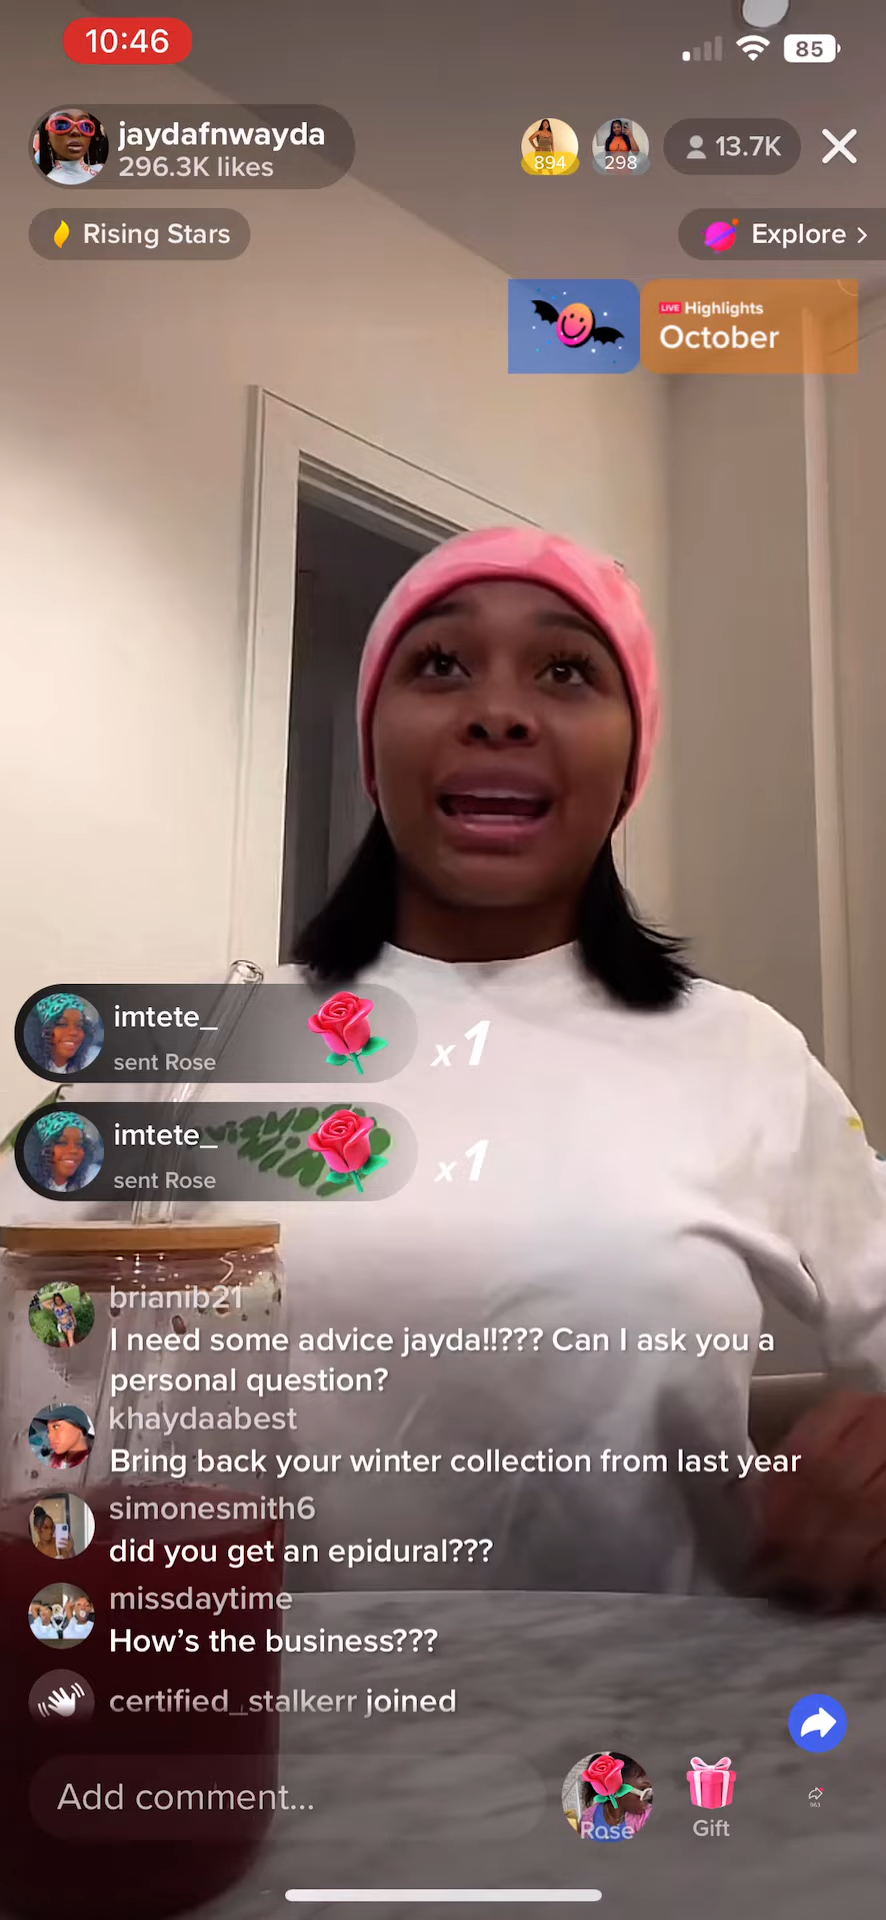 10:46
85
jaydafnwayda
296.3K likes
894
298
13.7K
Rising Stars
Explore >
LIVE Highlights
October
imtete_
sent Rose
x1
imtete_
sent Rose
x1
brianib21
I need some advice jayda!!??? Can I ask you a
personal question?
khaydaabest
Bring back your winter collection from last year
simonesmith6
did you get an epidural???
missdaytime
How's the business???
certified_stalkerr joined
Add comment...
Rose
Gift